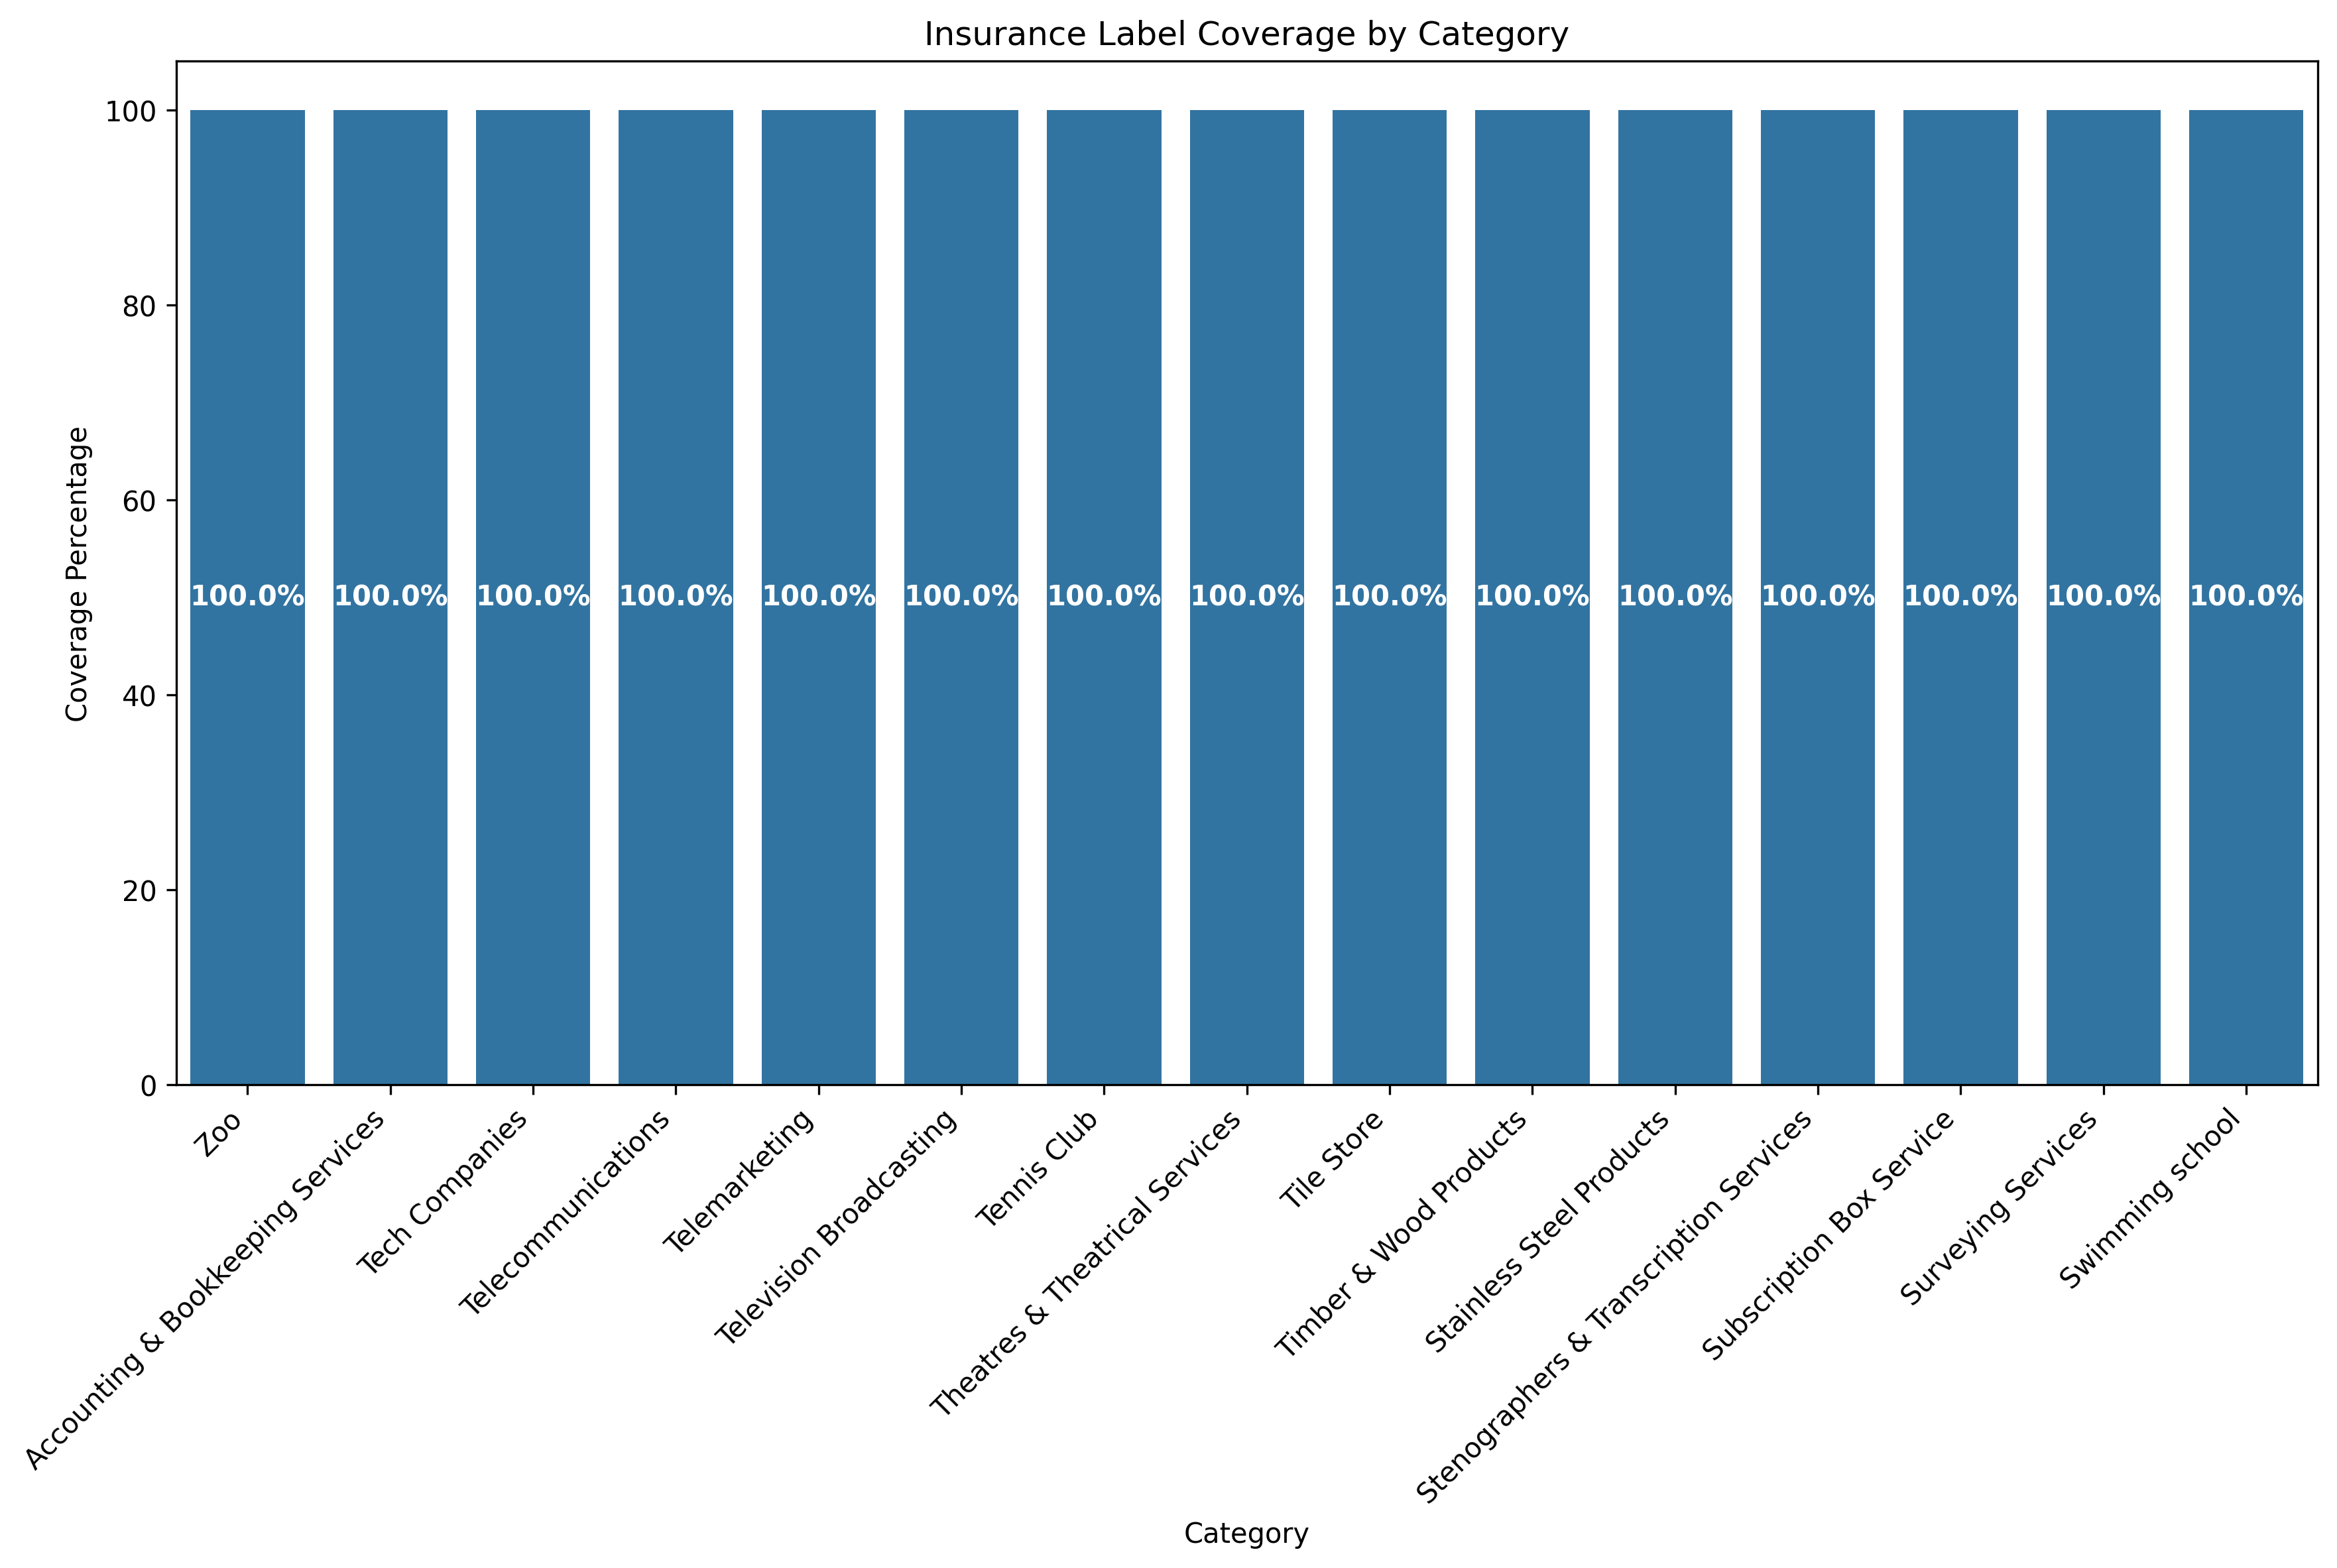 Insurance Label Coverage by Category
Coverage Percentage
100
80
60
40
20
0
100.0% 100.0% 100.0% 100.0% 100.0% 100.0% 100.0% 100.0% 100.0% 100.0% 100.0% 100.0% 100.0% 100.0% 100.0%
Zoo
Accounting & Bookkeeping Services
Tech Companies
Telecommunications
Telemarketing
Television Broadcasting
Tennis Club
Theatres & Theatrical Services
Tile Store
Timber & Wood Products
Stainless Steel Products
Stenographers & Transcription Services
Subscription Box Service
Surveying Services
Swimming school
Category